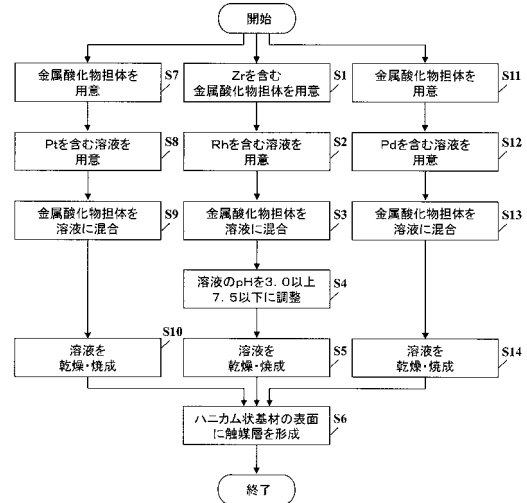 開始
金属酸化物担体を
用意
S7
Zrを含む
金属酸化物担体を用意
S1
金属酸化物担体を
用意
S11
Ptを含む溶液を
用意
S8
Rhを含む溶液を
用意
S2
Pdを含む溶液を
用意
S12
金属酸化物担体を
溶液に混合
S9
金属酸化物担体を
溶液に混合
S3
金属酸化物担体を
溶液に混合
S13
溶液のpHを3.0以上
7.5以下に調整
S4
溶液を
乾燥・焼成
S10
溶液を
乾燥・焼成
S5
溶液を
乾燥・焼成
S14
ハニカム状基材の表面
に触媒層を形成
S6
終了